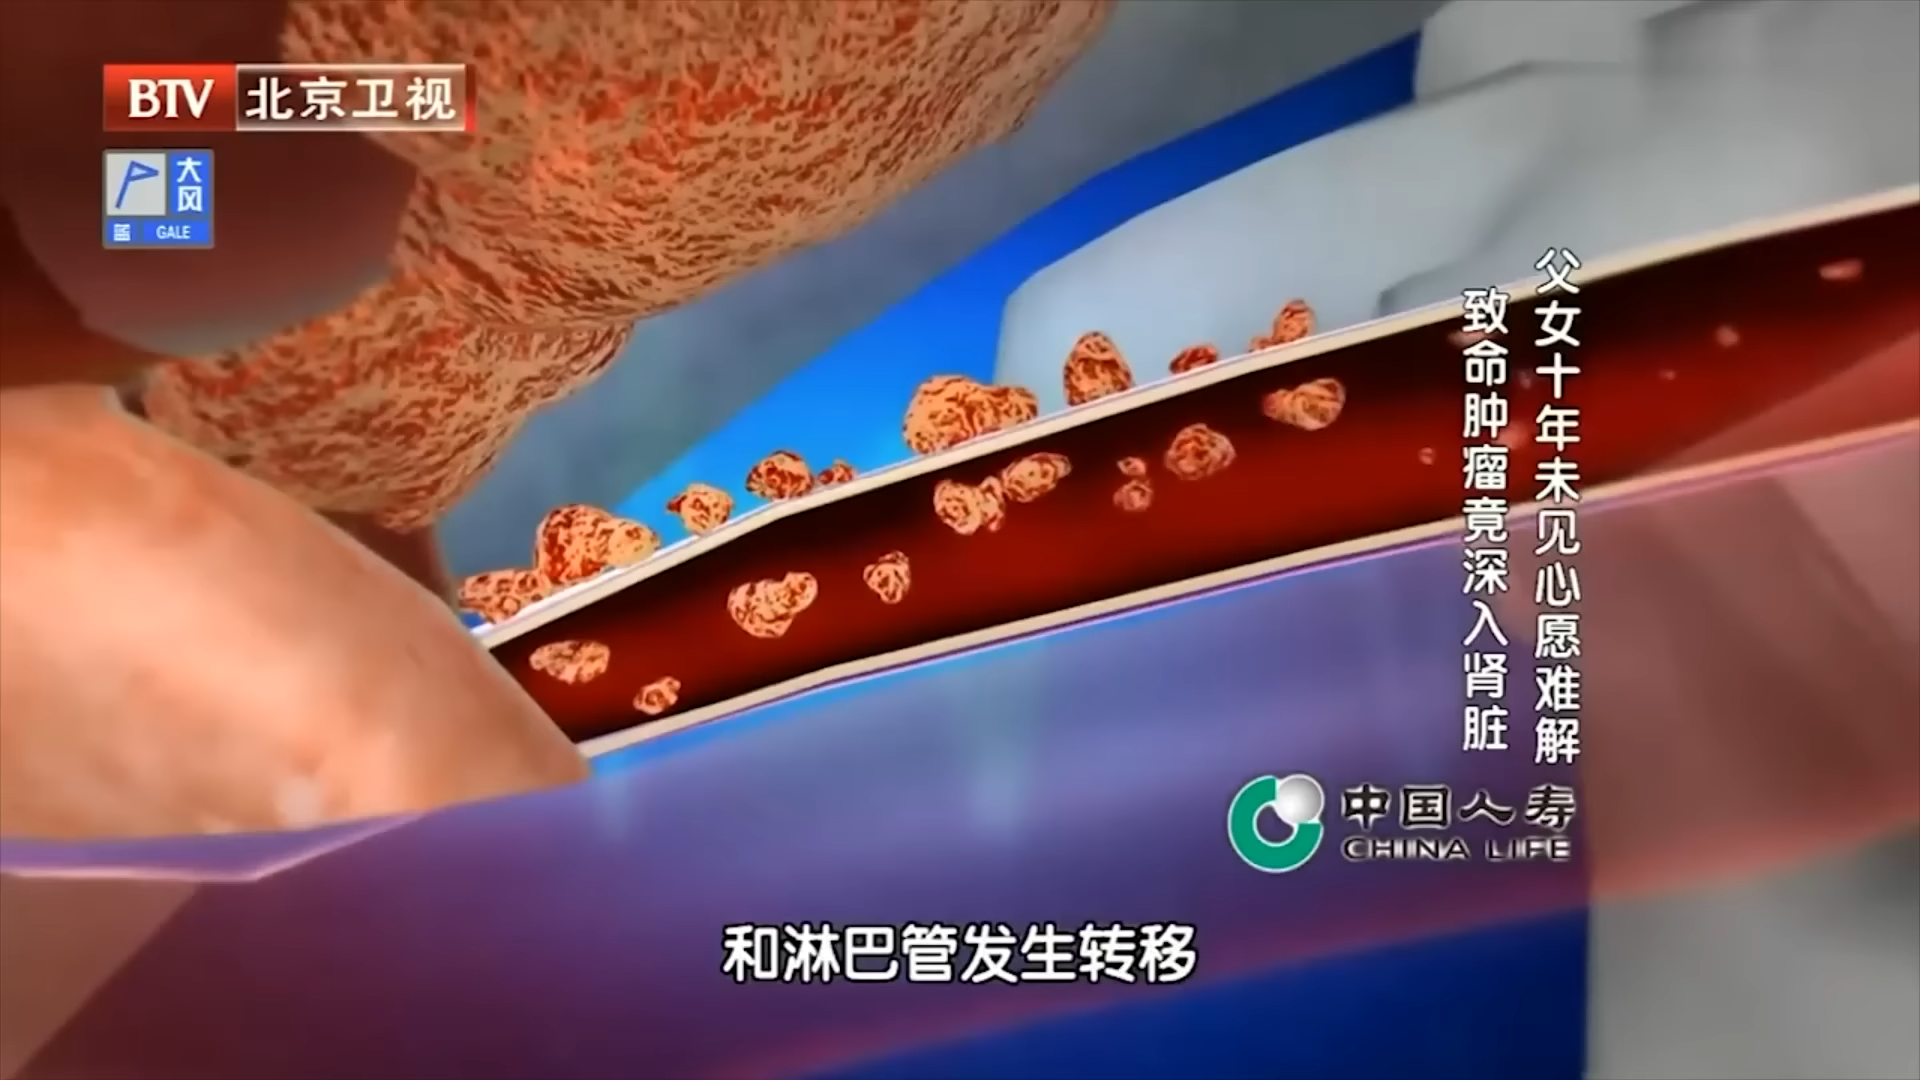 BTV 北京卫视
大风
蓝 GALE
父女十年未见心愿难解
致命肿瘤竟深入肾脏
中国人寿
CHINA LIFE
和淋巴管发生转移